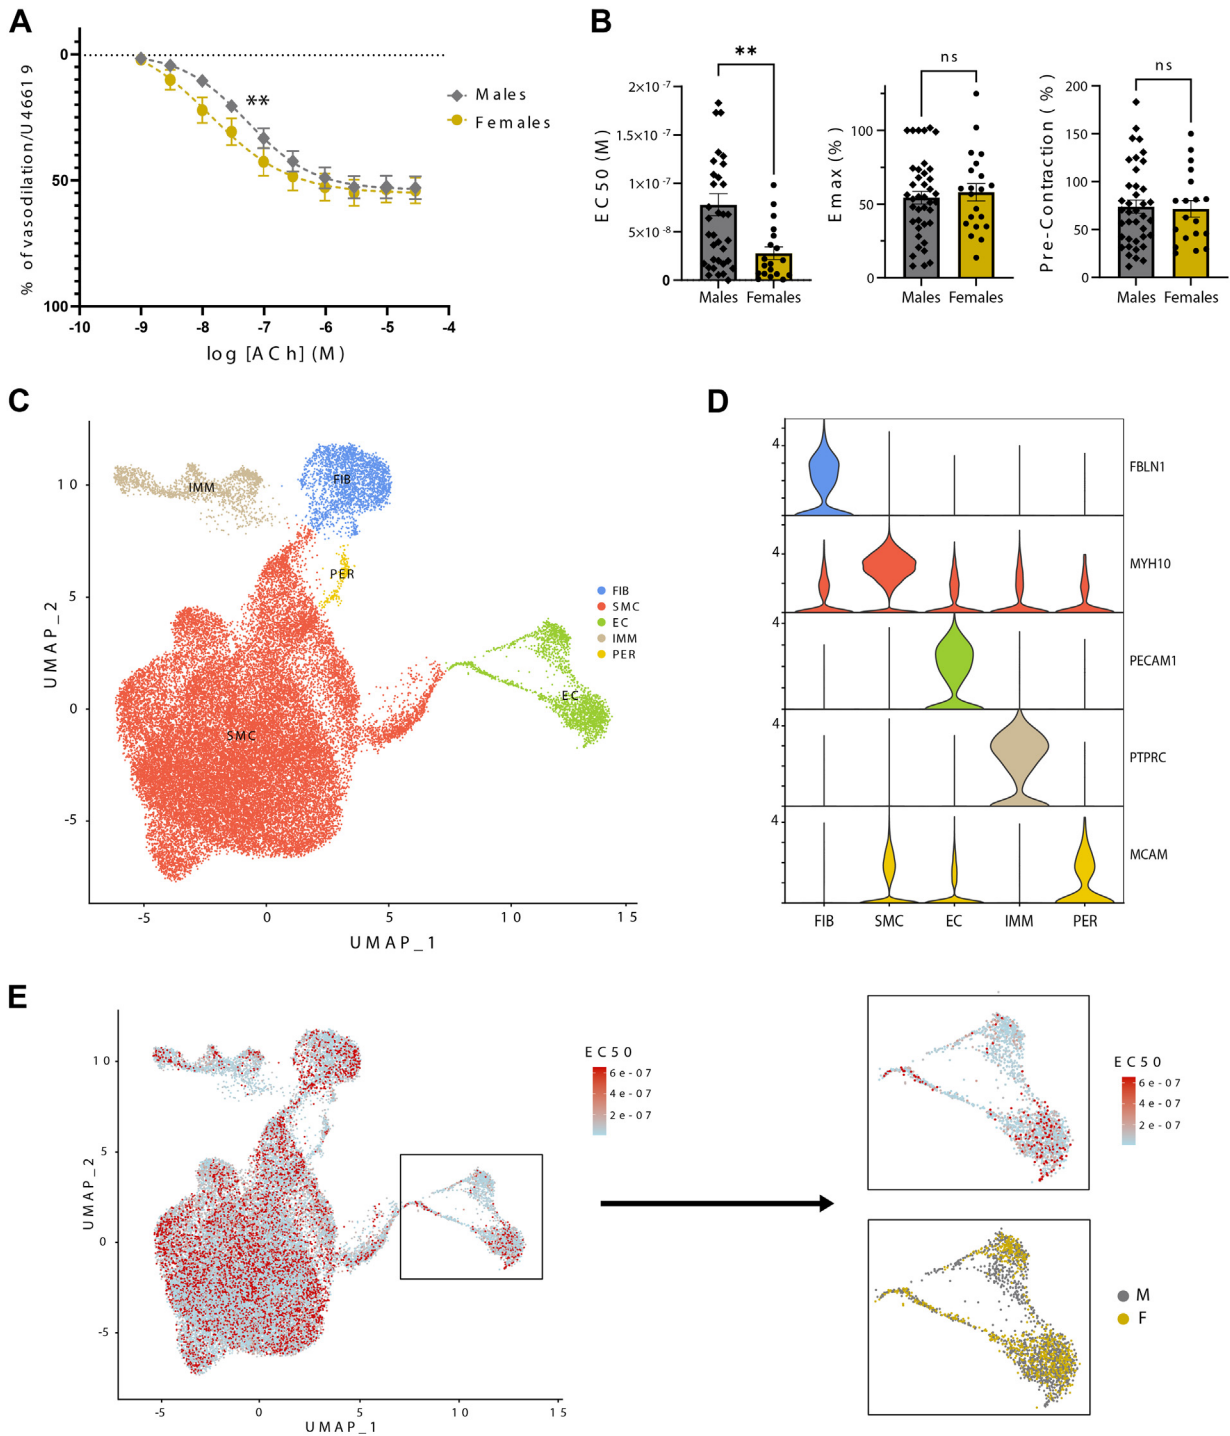 A
0
50
100
-10
-9
-8
-7
-6
-5
-4
% of vasodilation/U46619
log [ACh] (M)
**
Males
Females
B
**
2×10⁻⁷
1.5×10⁻⁷
1×10⁻⁷
5×10⁻⁸
0
EC50 (M)
Males
Females
ns
100
50
0
Emax (%)
Males
Females
ns
200
150
100
50
0
Pre-Contraction (%)
Males
Females
C
10
5
0
-5
UMAP_2
-5
0
5
10
15
UMAP_1
IMM
FIB
PER
SMC
EC
FIB
SMC
EC
IMM
PER
D
4
FBLN1
4
MYH10
4
PECAM1
4
PTPRC
4
MCAM
FIB
SMC
EC
IMM
PER
E
10
5
0
-5
UMAP_2
-5
0
5
10
15
UMAP_1
EC50
6e-07
4e-07
2e-07
EC50
6e-07
4e-07
2e-07
M
F